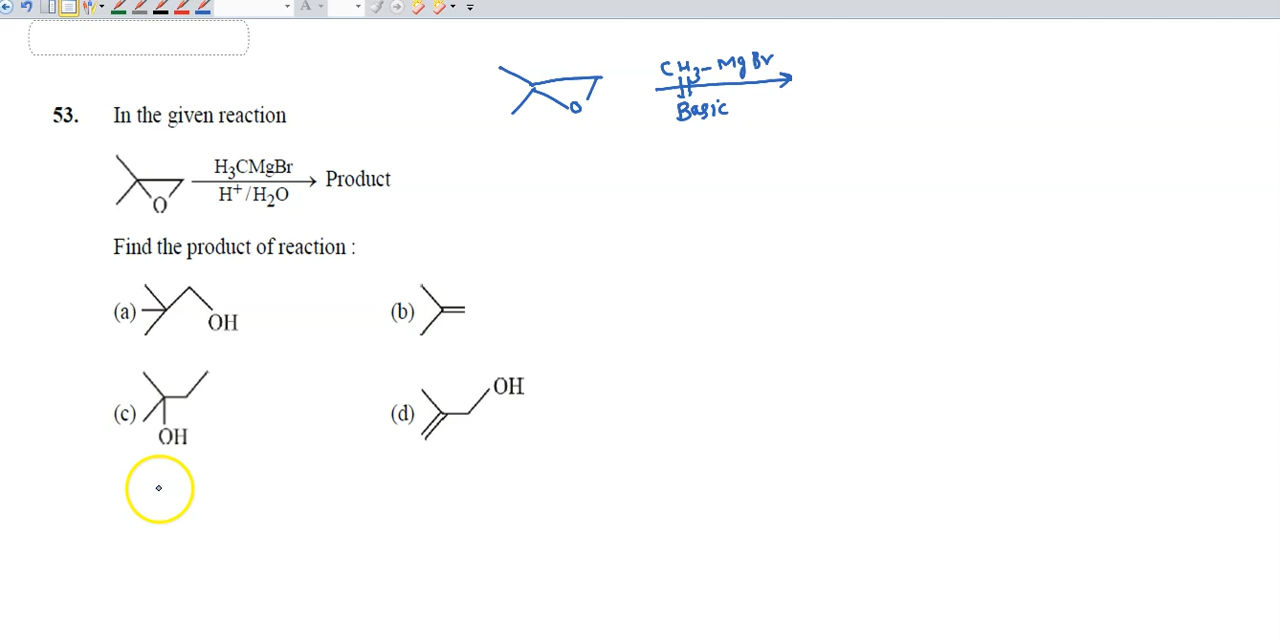 CH3-MgBr
Basic
53. In the given reaction
H3CMgBr
H+/H2O
Product
O
O
Find the product of reaction :
(a) OH
(b)
(c) OH
(d) OH